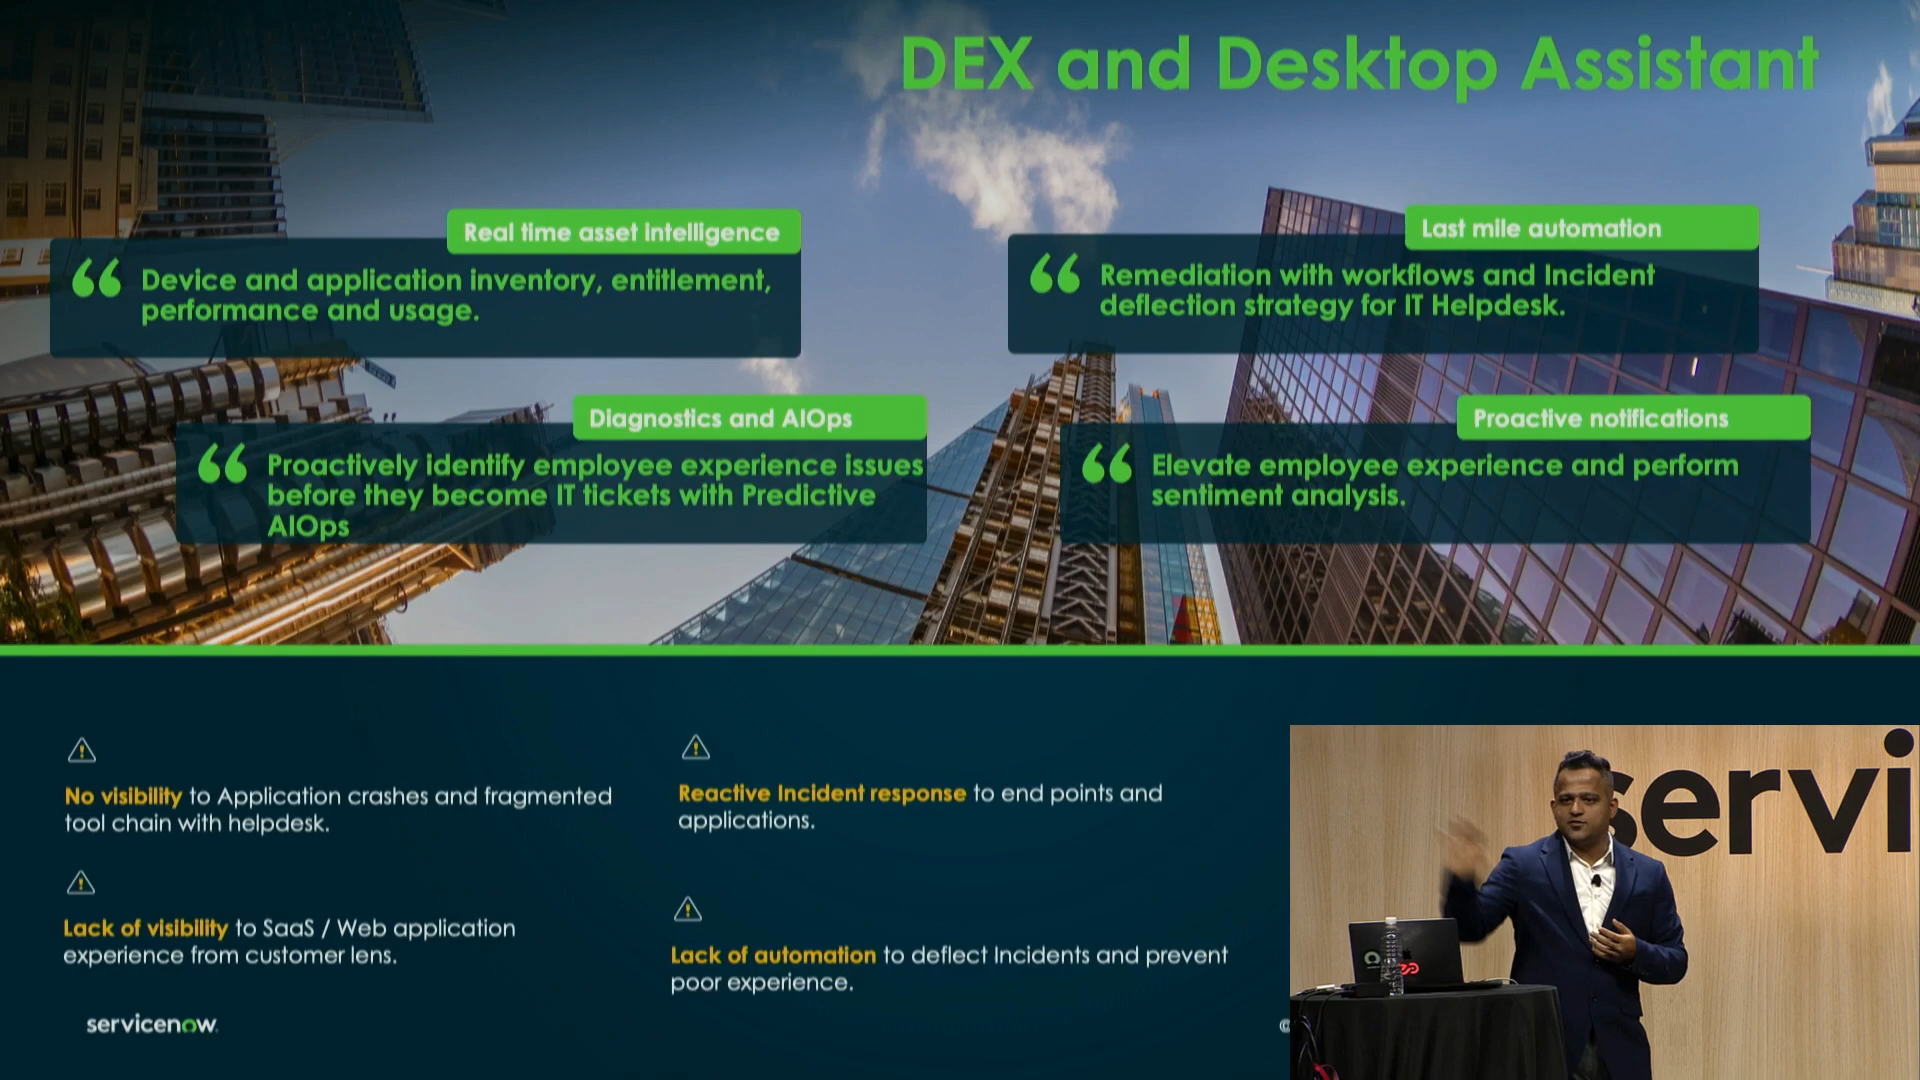 DEX and Desktop Assistant
Real time asset intelligence
Device and application inventory, entitlement,
performance and usage.
Last mile automation
Remediation with workflows and Incident
deflection strategy for IT Helpdesk.
Diagnostics and AIOps
Proactively identify employee experience issues
before they become IT tickets with Predictive
AIOps
Proactive notifications
Elevate employee experience and perform
sentiment analysis.
No visibility to Application crashes and fragmented
tool chain with helpdesk.
Reactive Incident response to end points and
applications.
Lack of visibility to SaaS / Web application
experience from customer lens.
Lack of automation to deflect Incidents and prevent
poor experience.
servicenow
©
servi